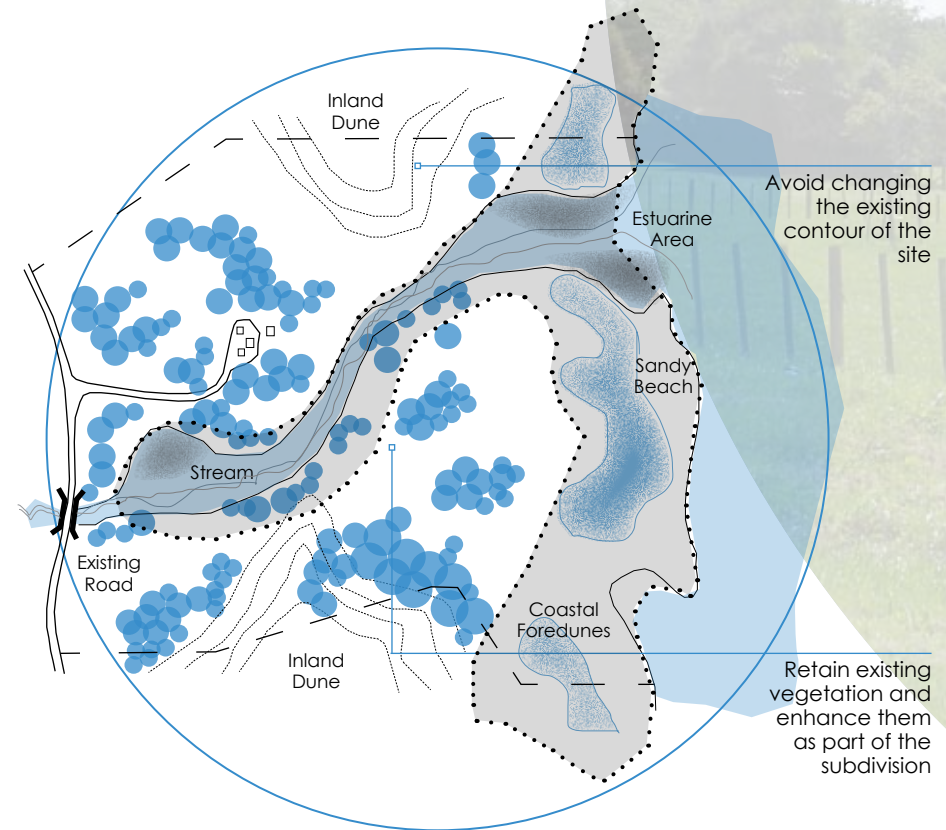 Inland
Dune
Avoid changing
the existing
contour of the
site
Estuarine
Area
Sandy
Beach
Stream
Existing
Road
Coastal
Foredunes
Inland
Dune
Retain existing
vegetation and
enhance them
as part of the
subdivision